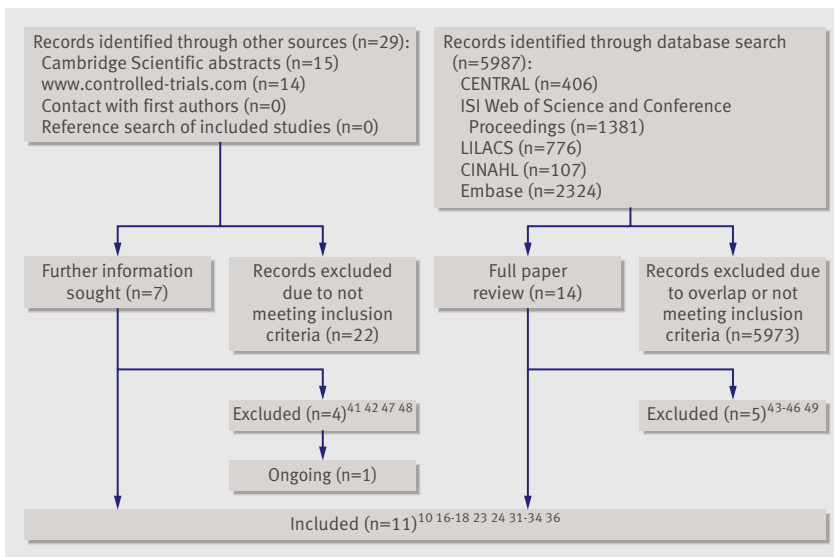 Records identified through other sources (n=29):
Cambridge Scientific abstracts (n=15)
www.controlled-trials.com (n=14)
Contact with first authors (n=0)
Reference search of included studies (n=0)
Records identified through database search
(n=5987):
CENTRAL (n=406)
ISI Web of Science and Conference
Proceedings (n=1381)
LILACS (n=776)
CINAHL (n=107)
Embase (n=2324)
Further information
sought (n=7)
Records excluded
due to not
meeting inclusion
criteria (n=22)
Full paper
review (n=14)
Records excluded due
to overlap or not
meeting inclusion
criteria (n=5973)
Excluded (n=4)41 42 47 48
Excluded (n=5)43-46 49
Ongoing (n=1)
Included (n=11)10 16-18 23 24 31-34 36